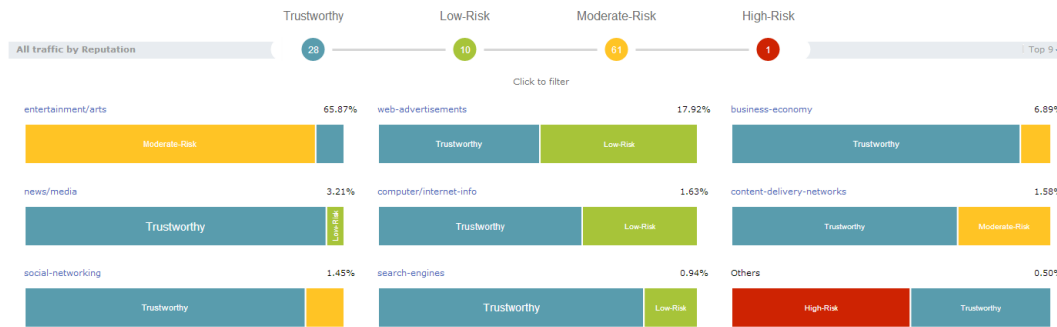 Trustworthy Low-Risk Moderate-Risk High-Risk
All traffic by Reputation 28 10 61 1 Top 9
Click to filter
entertainment/arts 65.87% web-advertisements 17.92% business-economy 6.89%
Moderate-Risk Trustworthy Low-Risk Trustworthy
news/media 3.21% computer/internet-info 1.63% content-delivery-networks 1.58%
Trustworthy Low-Risk Trustworthy Low-Risk Trustworthy Moderate-Risk
social-networking 1.45% search-engines 0.94% Others 0.50%
Trustworthy Trustworthy Low-Risk High-Risk Trustworthy